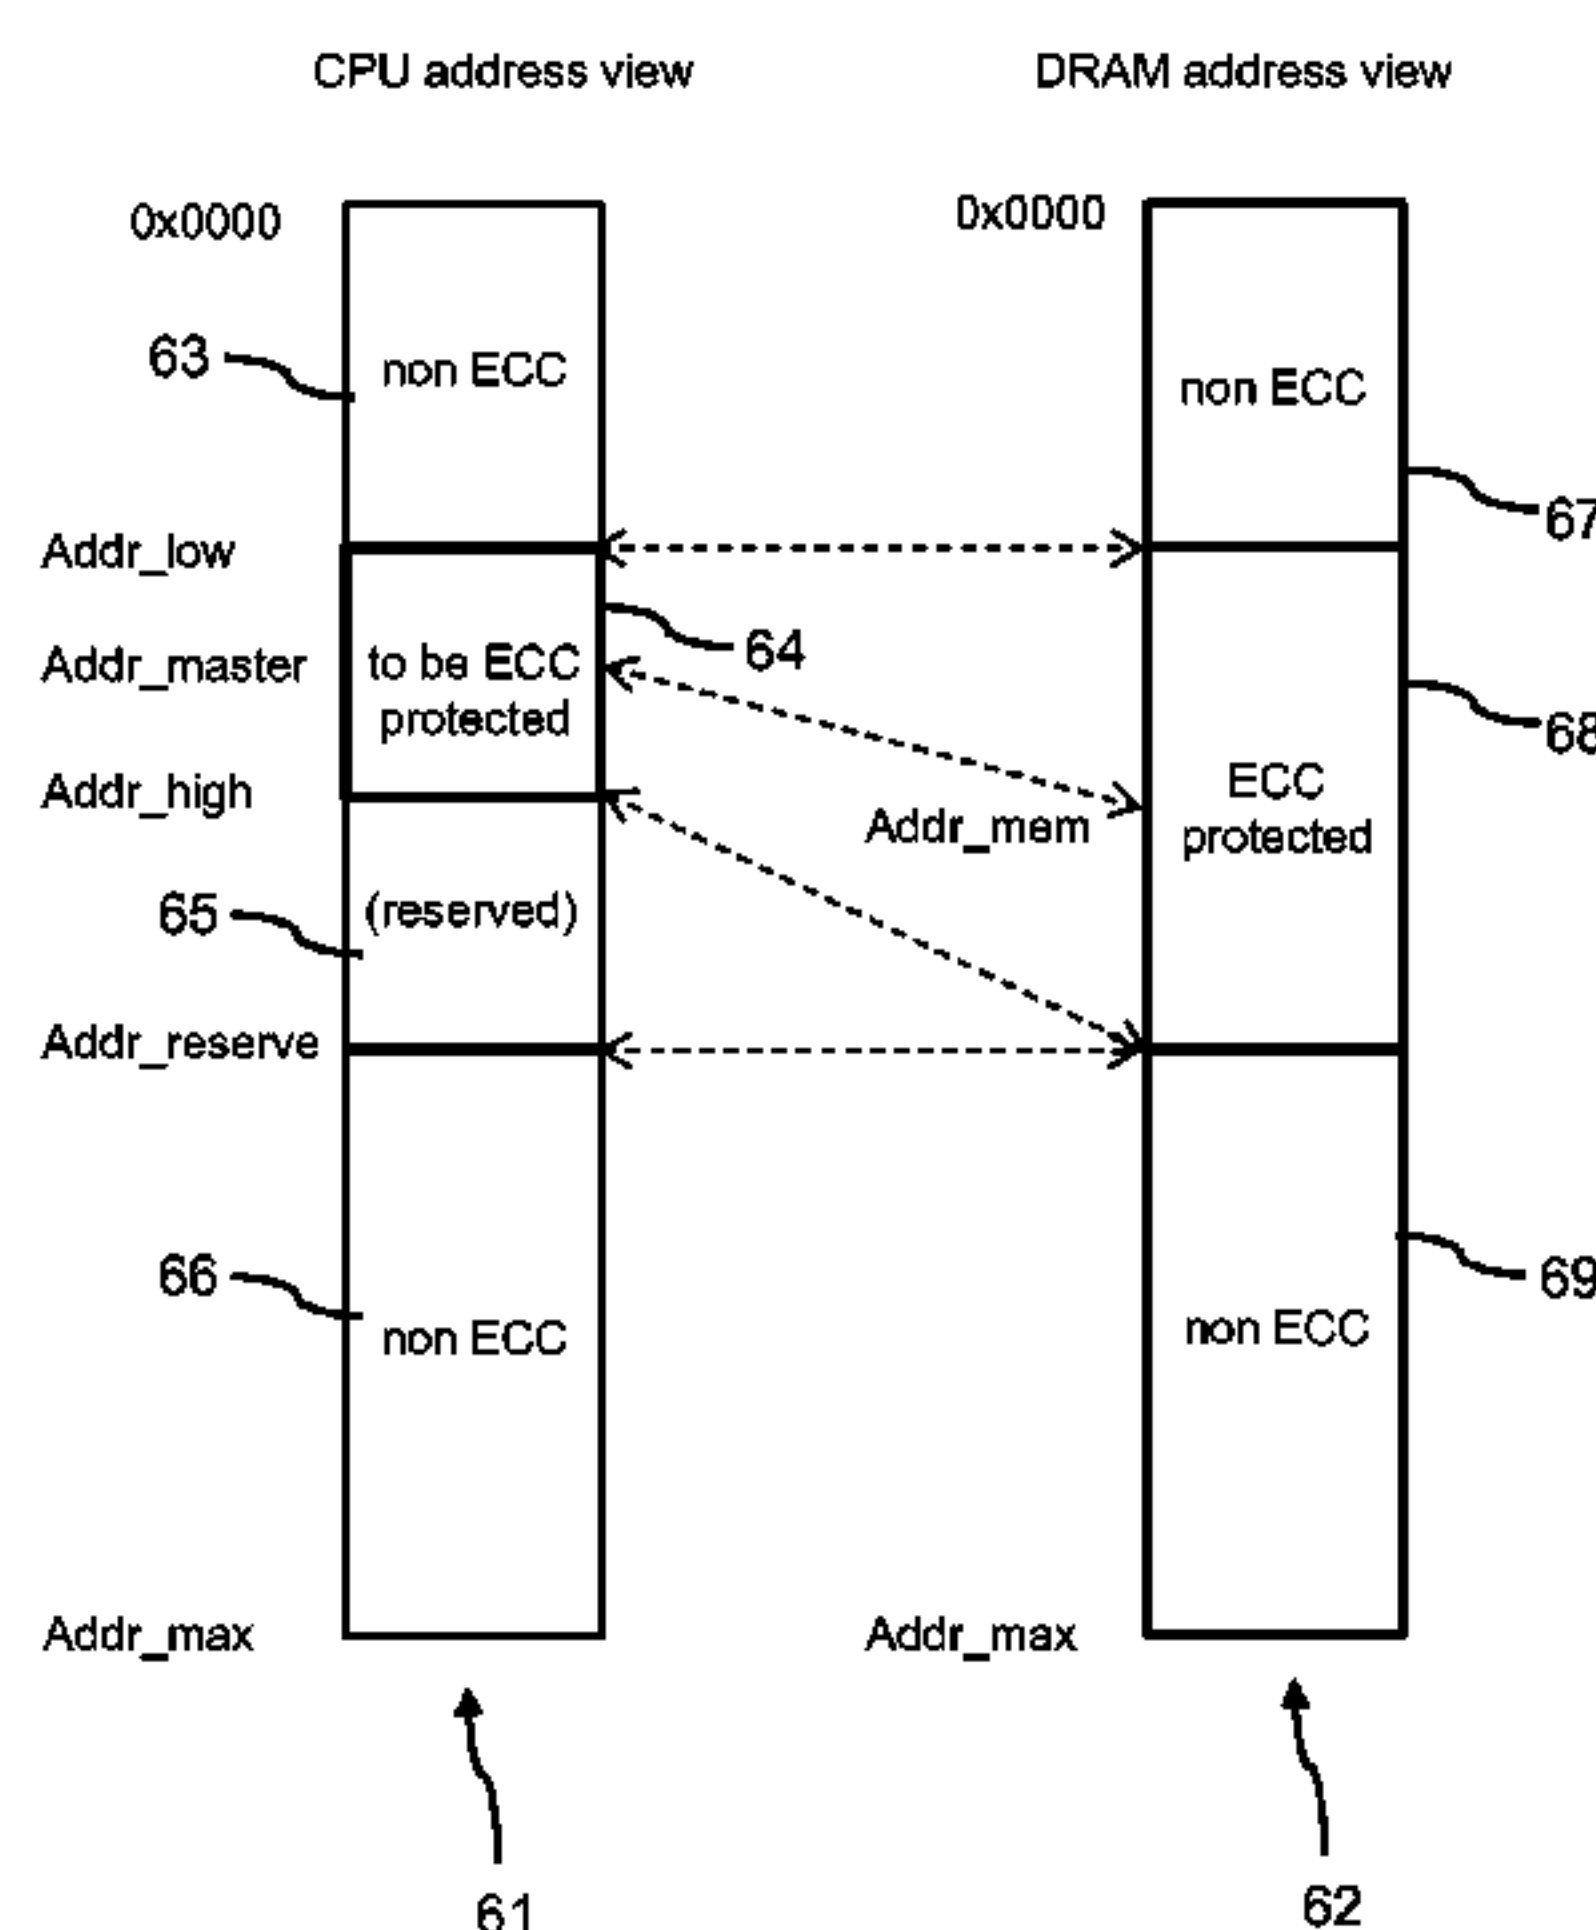 CPU address view
DRAM address view
0x0000
0x0000
63
non ECC
non ECC
67
Addr_low
64
Addr_master
to be ECC
protected
68
Addr_high
ECC
protected
Addr_mem
65
(reserved)
Addr_reserve
66
non ECC
non ECC
69
Addr_max
Addr_max
61
62